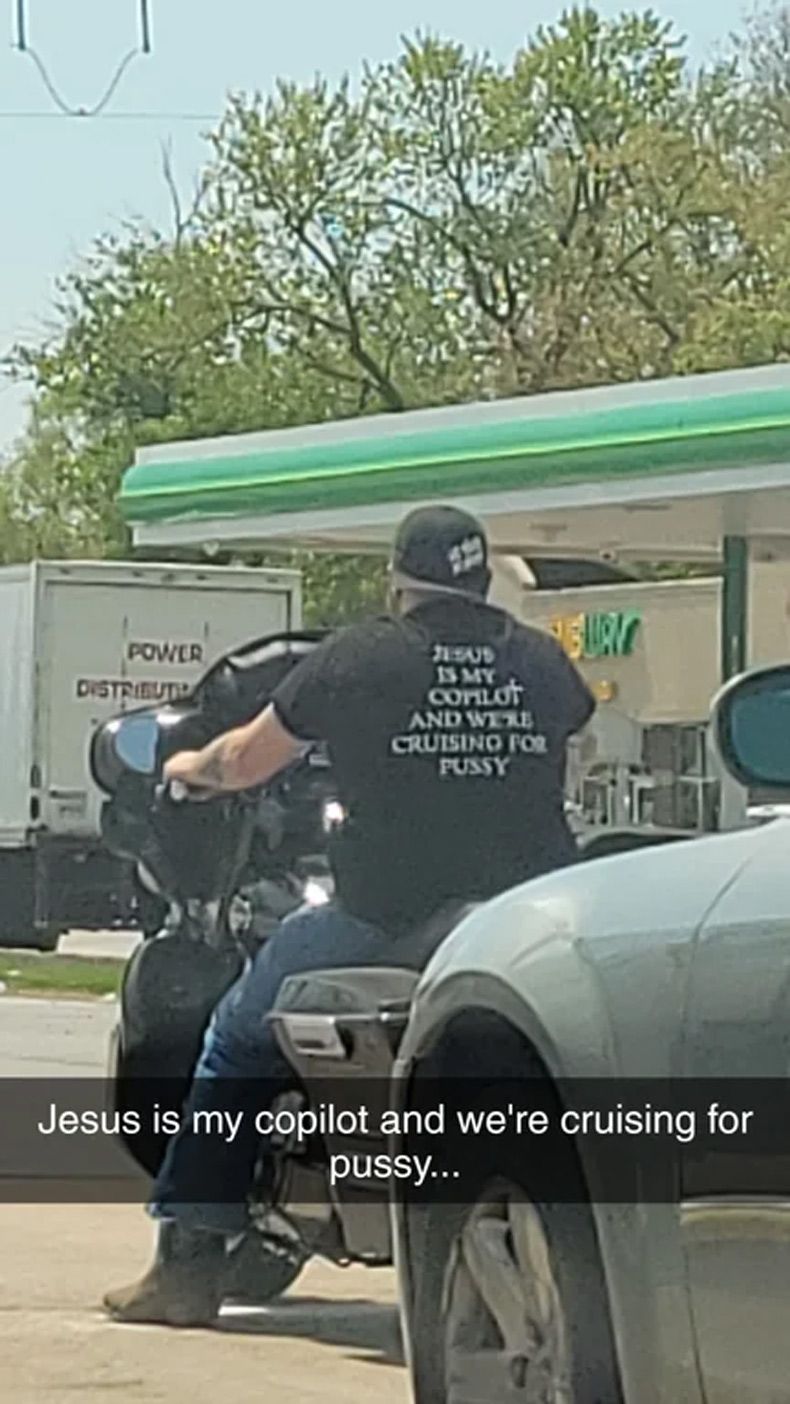 POWER
SUBWAY
JESUS
IS MY
COPILOT
AND WE'RE
CRUISING FOR
PUSSY
Jesus is my copilot and we're cruising for
pussy...